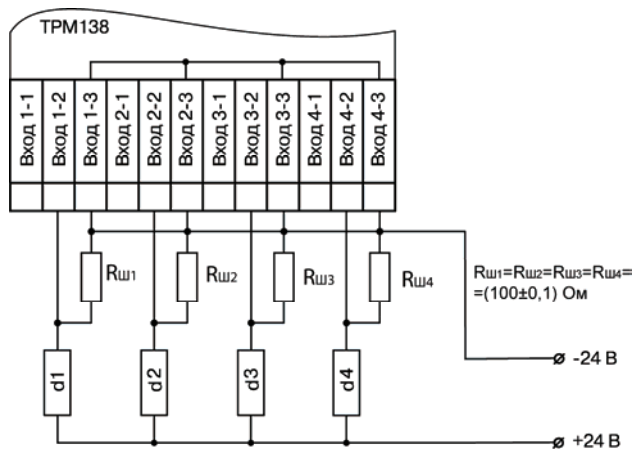 ТРМ138
Вход 1-1
Вход 1-2
Вход 1-3
Вход 2-1
Вход 2-2
Вход 2-3
Вход 3-1
Вход 3-2
Вход 3-3
Вход 4-1
Вход 4-2
Вход 4-3
Rш1
Rш2
Rш3
Rш4
Rш1=Rш2=Rш3=Rш4=
=(100±0,1) Ом
d1
d2
d3
d4
-24 В
+24 В